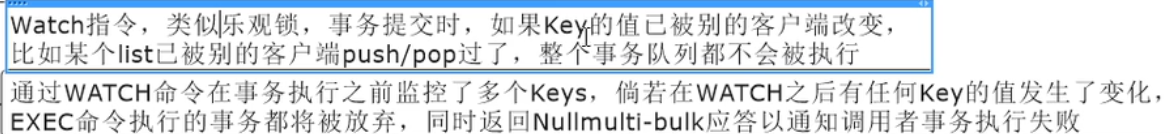 Watch指令，类似乐观锁，事务提交时，如果Key的值已被别的客户端改变，
比如某个list已被别的客户端push/pop过了，整个事务队列都不会被执行
通过WATCH命令在事务执行之前监控了多个Keys，倘若在WATCH之后有任何Key的值发生了变化，
EXEC命令执行的事务都将被放弃，同时返回Nullmulti-bulk应答以通知调用者事务执行失败